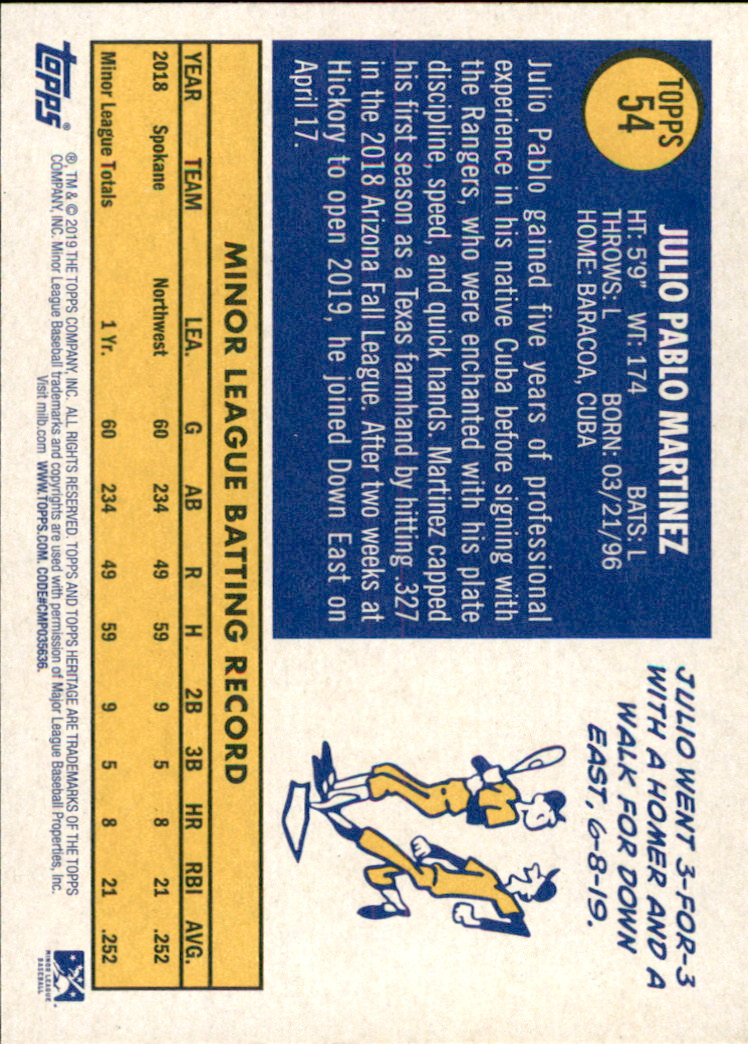 TOPPS
54
JULIO PABLO MARTINEZ
HT: 5'9" WT: 174 BATS: L
THROWS: L BORN: 03/21/96
HOME: BARACOA, CUBA
Julio Pablo gained five years of professional
experience in his native Cuba before signing with
the Rangers, who were enchanted with his plate
discipline, speed, and quick hands. Martinez capped
his first season as a Texas farmhand by hitting .327
in the 2018 Arizona Fall League. After two weeks at
Hickory to open 2019, he joined Down East on
April 17.
JULIO WENT 3-FOR-3
WITH A HOMER AND A
WALK FOR DOWN
EAST, 6-8-19.
MINOR LEAGUE BATTING RECORD
YEAR TEAM LEA. G AB R H 2B 3B HR RBI AVG.
2018 Spokane Northwest 60 234 49 59 9 5 8 21 .252
Minor League Totals 1 Yr. 60 234 49 59 9 5 8 21 .252
topps®
®, TM & © 2019 THE TOPPS COMPANY, INC. ALL RIGHTS RESERVED. TOPPS AND TOPPS HERITAGE ARE TRADEMARKS OF THE TOPPS
COMPANY, INC. Minor League Baseball trademarks and copyrights are used with permission of Major League Baseball Properties, Inc.
Visit milb.com WWW.TOPPS.COM. CODE#CMP035636.
MINOR LEAGUE
BASEBALL